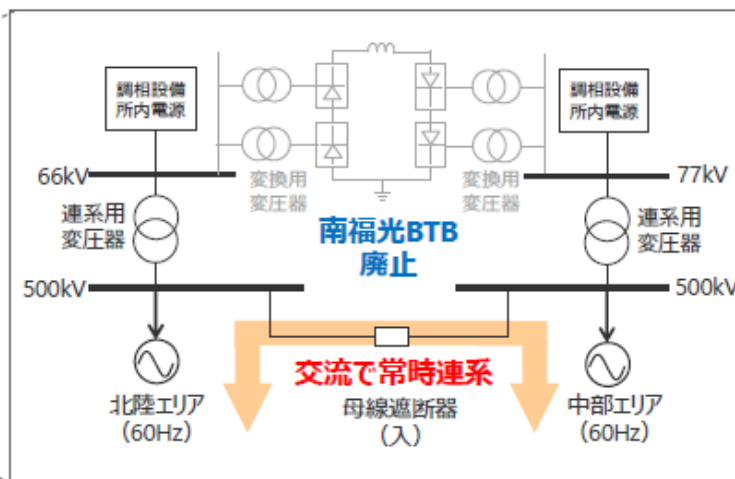 調相設備
所内電源
調相設備
所内電源
66kV
変換用
変圧器
変換用
変圧器
77kV
連系用
変圧器
南福光BTB
廃止
連系用
変圧器
500kV
500kV
交流で常時連系
北陸エリア
(60Hz)
母線遮断器
(入)
中部エリア
(60Hz)